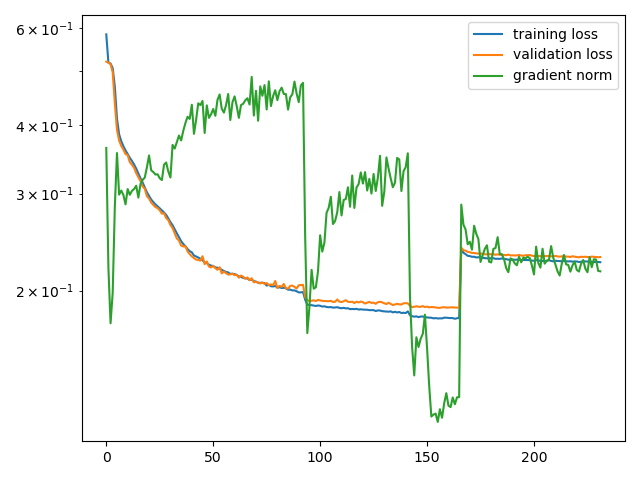 6 × 10⁻¹
4 × 10⁻¹
3 × 10⁻¹
2 × 10⁻¹
0
50
100
150
200
training loss
validation loss
gradient norm